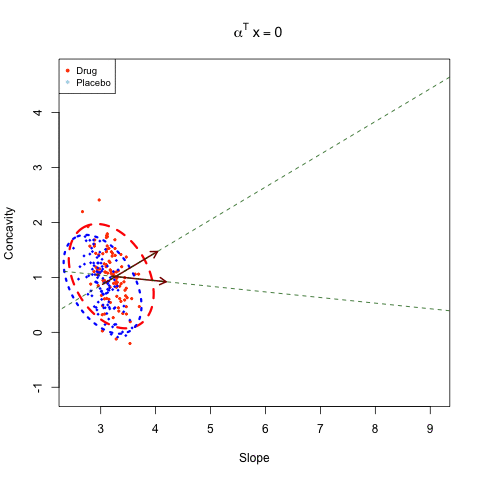 α^T x = 0
Drug
Placebo
Concavity
4
3
2
1
0
-1
3 4 5 6 7 8 9
Slope